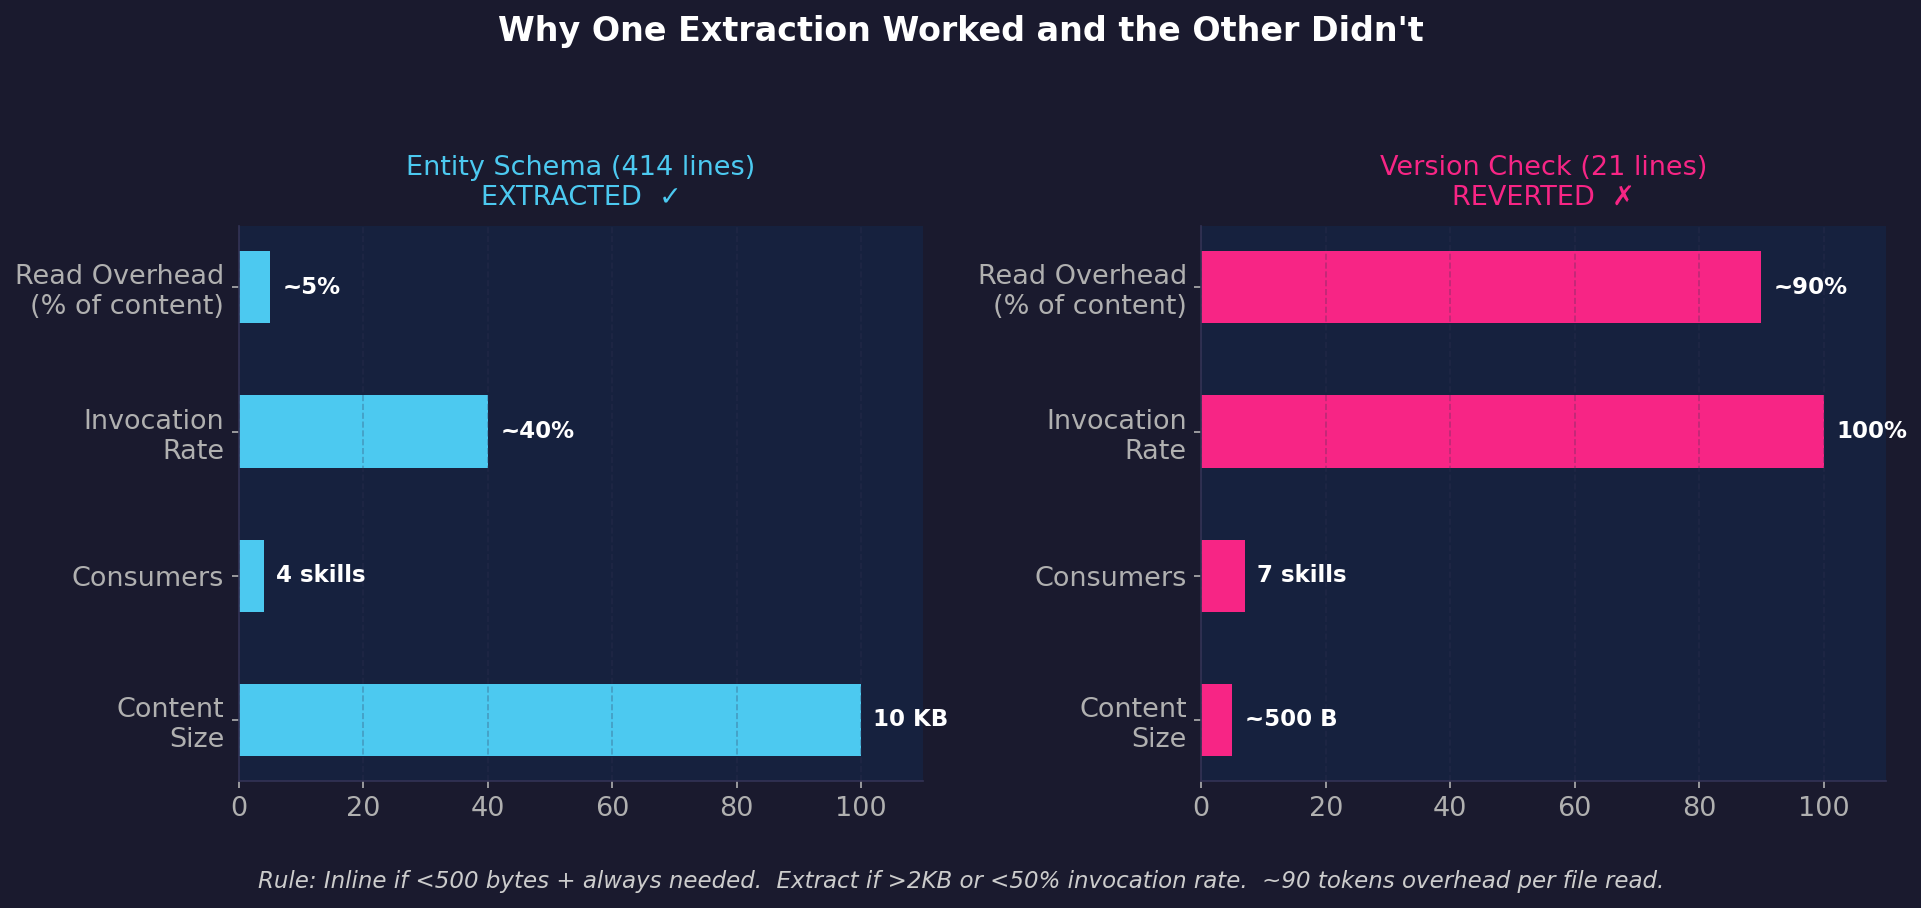 Why One Extraction Worked and the Other Didn't
Entity Schema (414 lines)
EXTRACTED ✓
Read Overhead
(% of content)
~5%
Invocation
Rate
~40%
Consumers
4 skills
Content
Size
10 KB
0 20 40 60 80 100
Version Check (21 lines)
REVERTED ✗
Read Overhead
(% of content)
~90%
Invocation
Rate
100%
Consumers
7 skills
Content
Size
~500 B
0 20 40 60 80 100
Rule: Inline if <500 bytes + always needed.  Extract if >2KB or <50% invocation rate.  ~90 tokens overhead per file read.